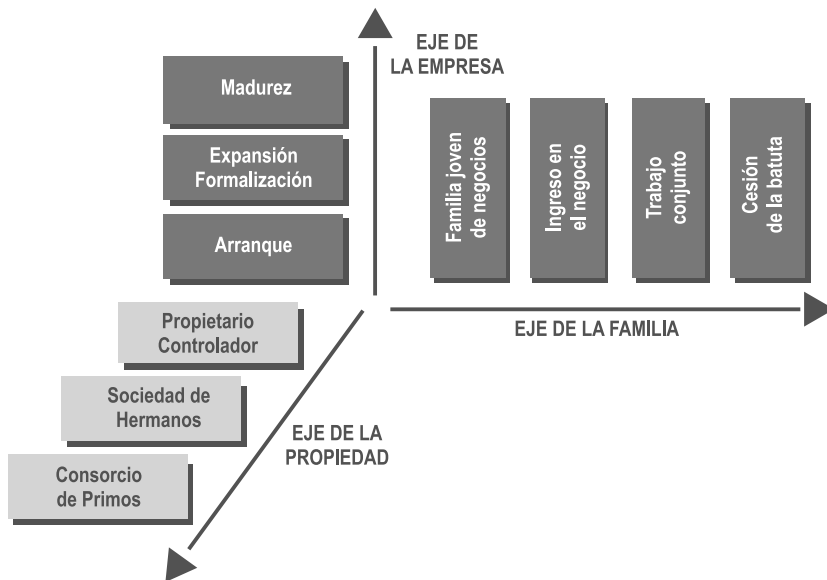 EJE DE
LA EMPRESA
Madurez
Expansión
Formalización
Arranque
Familia joven
de negocios
Ingreso en
el negocio
Trabajo
conjunto
Cesión
de la batuta
EJE DE LA FAMILIA
Propietario
Controlador
Sociedad de
Hermanos
Consorcio
de Primos
EJE DE LA
PROPIEDAD